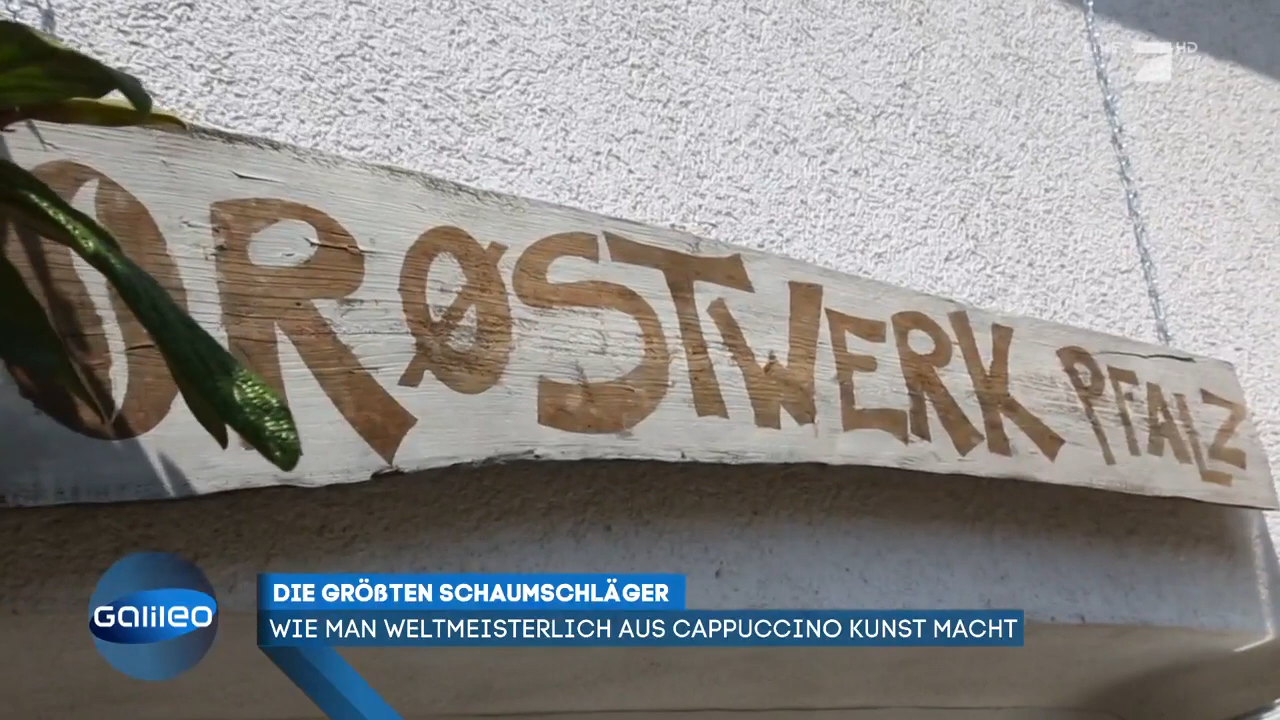 RØSTWERK PFALZ
HD
Galileo
DIE GRÖẞTEN SCHAUMSCHLÄGER
WIE MAN WELTMEISTERLICH AUS CAPPUCCINO KUNST MACHT